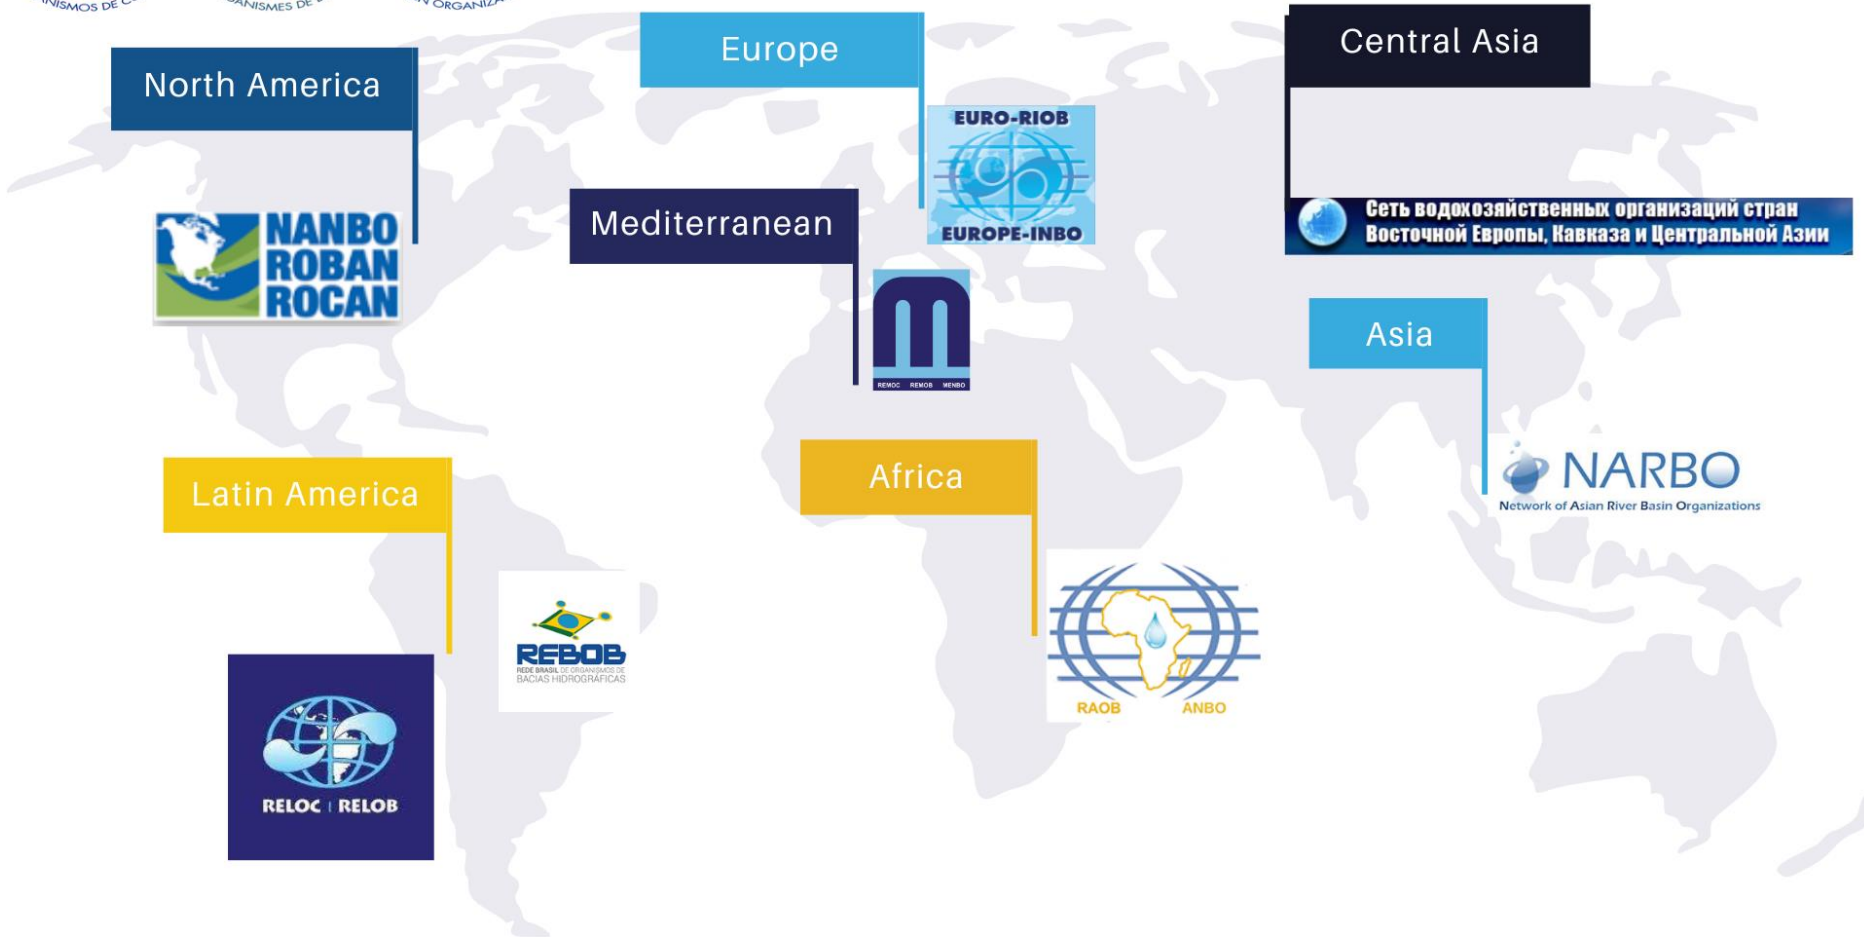 North America
Europe
Central Asia
EURO-RIOB
EUROPE-INBO
NANBO
ROBAN
ROCAN
Mediterranean
Сеть водохозяйственных организаций стран
Восточной Европы, Кавказа и Центральной Азии
REMOC REMOB MENBO
Asia
NARBO
Network of Asian River Basin Organizations
Latin America
Africa
REBOB
REDE BRASIL DE ORGANISMOS DE
BACIAS HIDROGRÁFICAS
RAOB ANBO
RELOC | RELOB